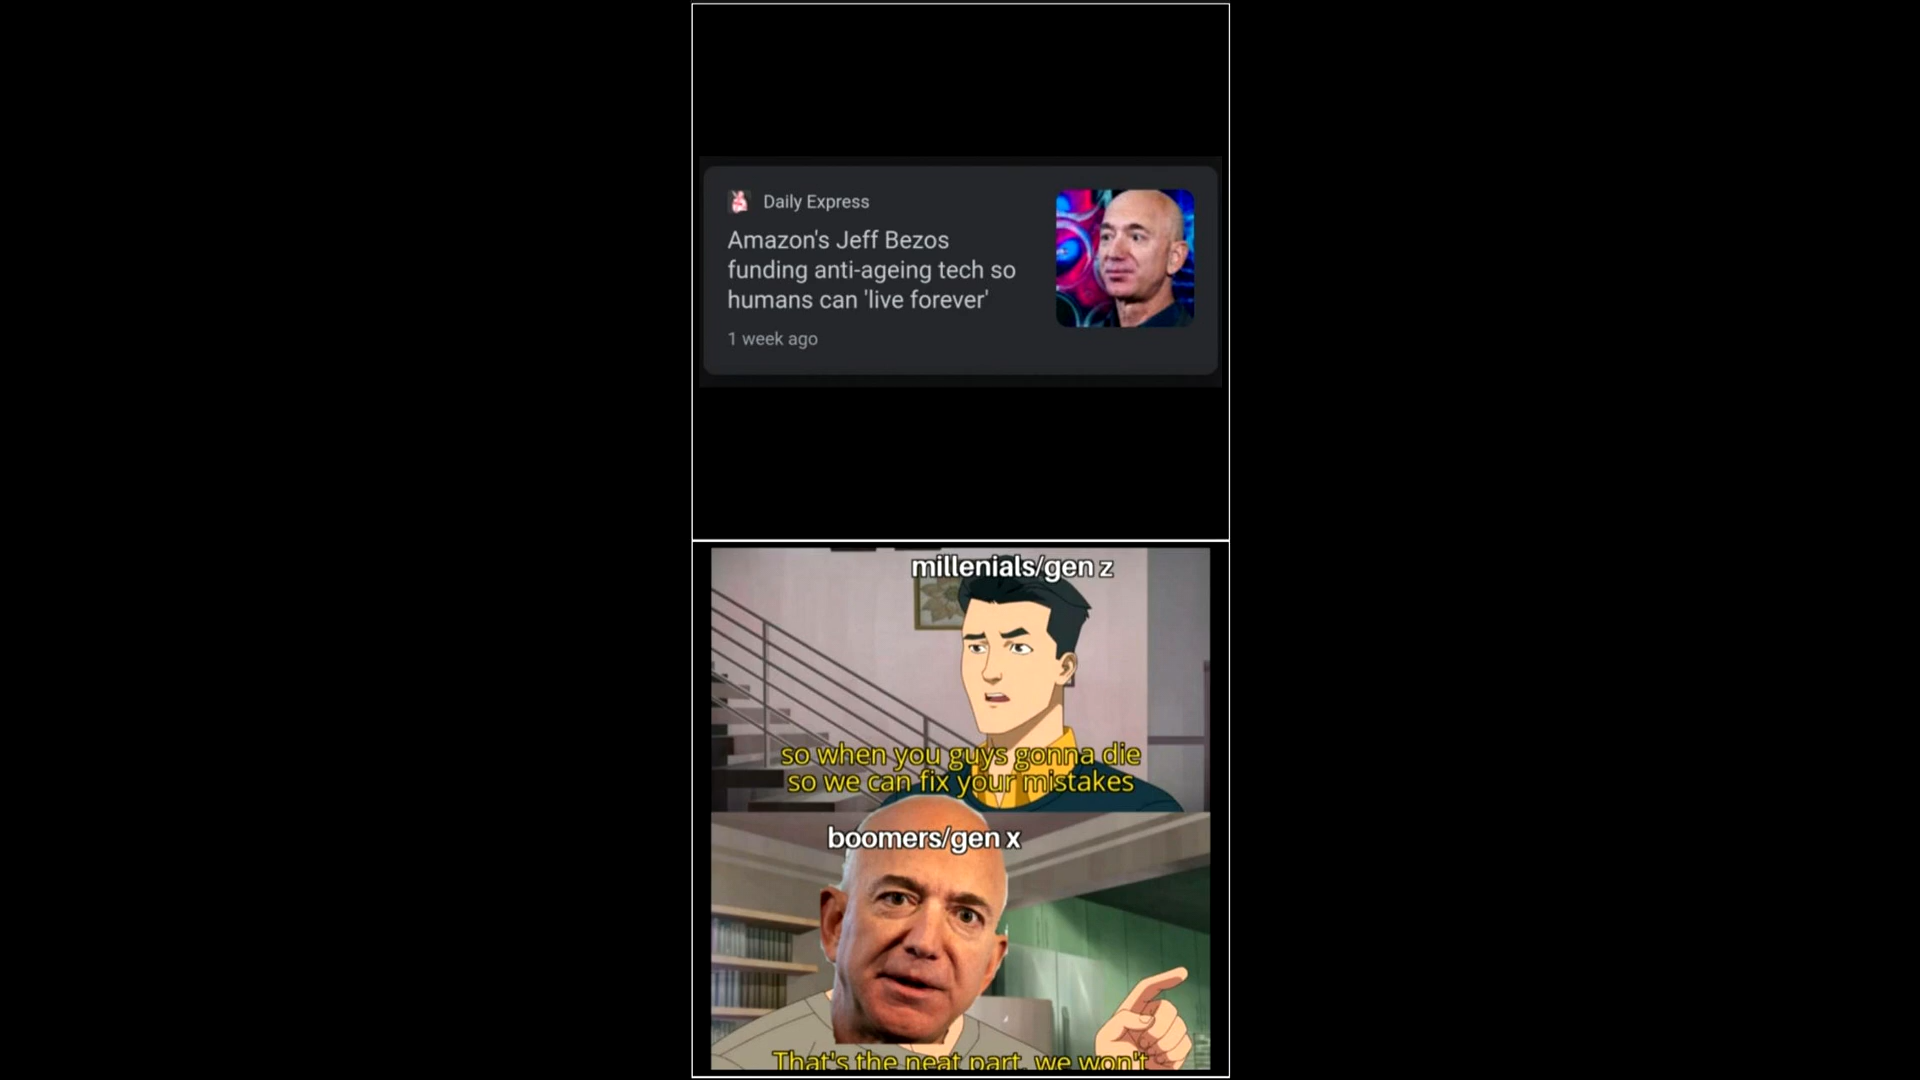 Daily Express
Amazon's Jeff Bezos
funding anti-ageing tech so
humans can 'live forever'
1 week ago
millenials/gen z
so when you guys gonna die
so we can fix your mistakes
boomers/gen x
That's the neat part, we won't